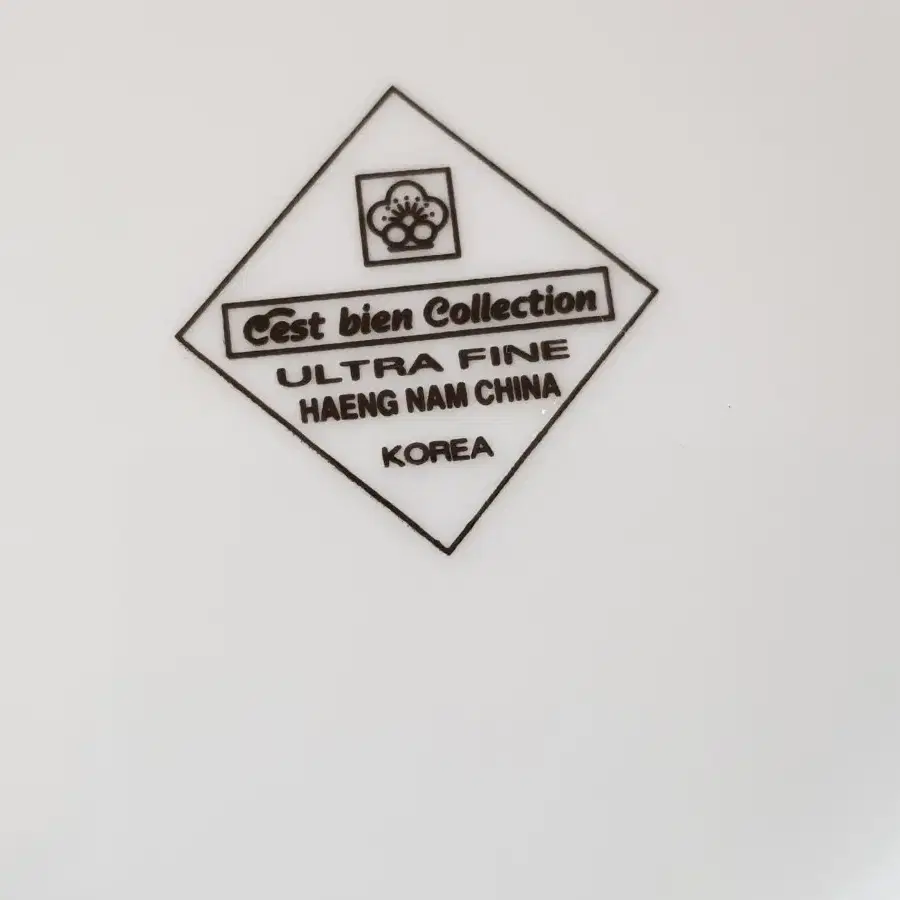 C'est bien Collection
ULTRA FINE
HAENG NAM CHINA
KOREA